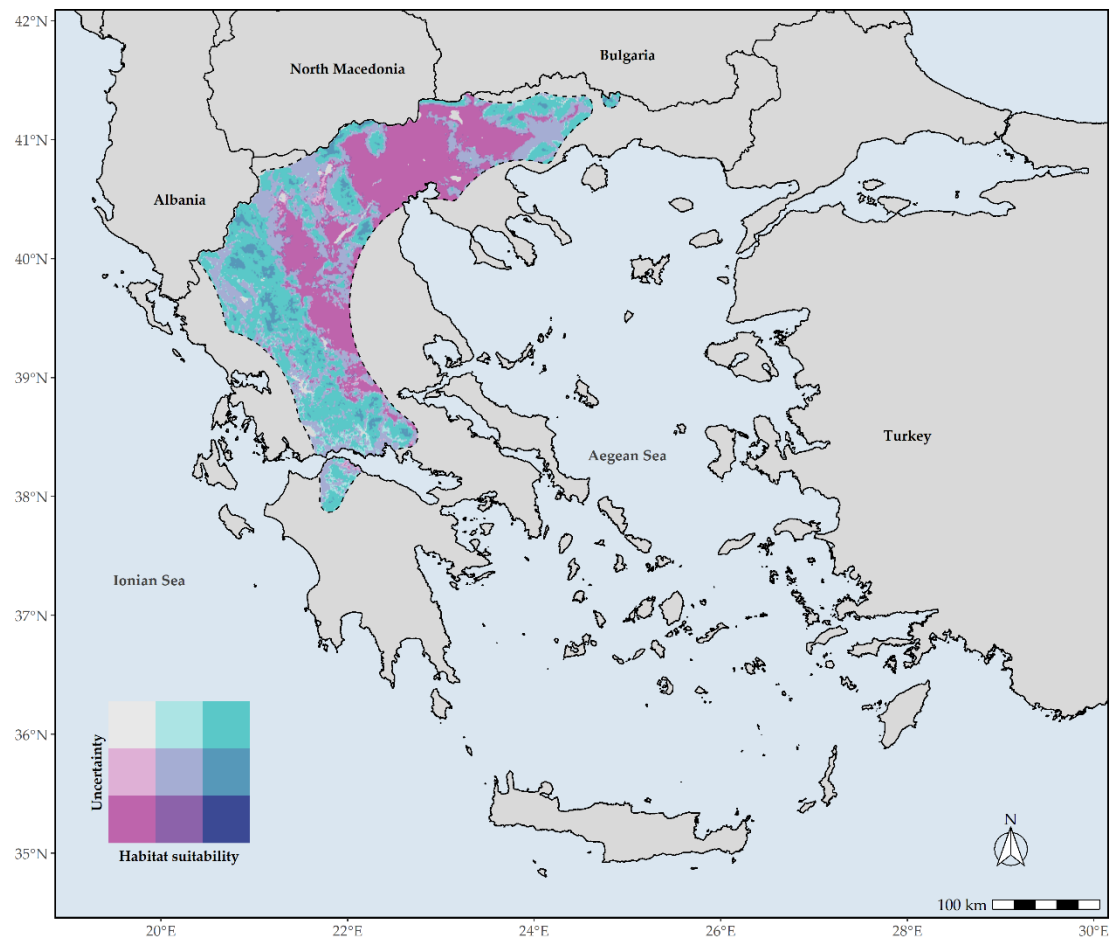 42°N
41°N
40°N
39°N
38°N
37°N
36°N
35°N
Bulgaria
North Macedonia
Albania
Turkey
Aegean Sea
Ionian Sea
Uncertainty
Habitat suitability
N
100 km
20°E
22°E
24°E
26°E
28°E
30°E